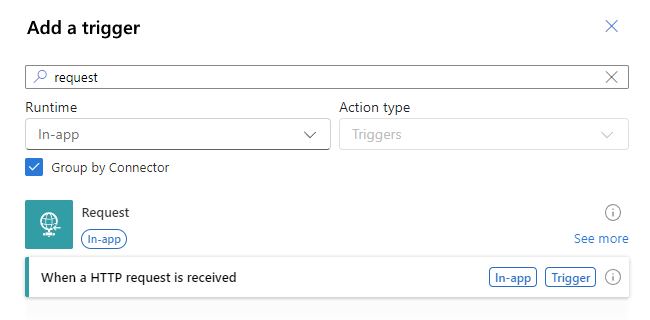 Add a trigger
request
Runtime Action type
In-app Triggers
Group by Connector
Request
In-app
See more
When a HTTP request is received In-app Trigger